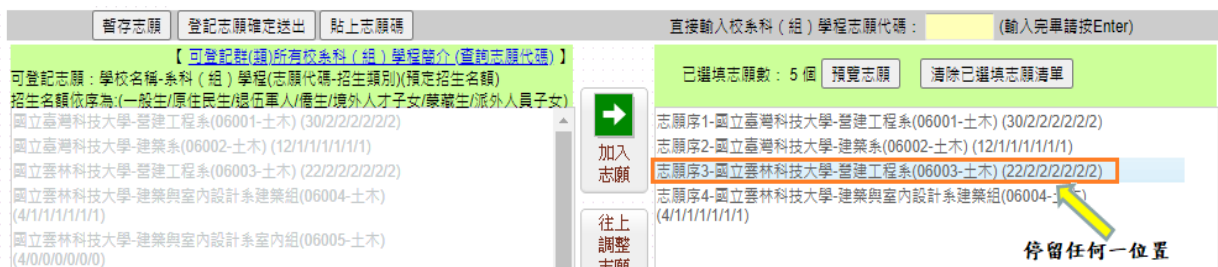 暫存志願 登記志願確定送出 貼上志願碼 直接輸入校系科（組）學程志願代碼： (輸入完畢請按Enter)
【 可登記群(類)所有校系科（組）學程簡介 (查詢志願代碼) 】
可登記志願：學校名稱-系科（組）學程(志願代碼-招生類別)(預定招生名額)
招生名額依序為:(一般生/原住民生/退伍軍人/僑生/境外人才子女/蒙藏生/派外人員子女)
國立臺灣科技大學-營建工程系(06001-土木) (30/2/2/2/2/2/2)
國立臺灣科技大學-建築系(06002-土木) (12/1/1/1/1/1/1)
國立雲林科技大學-營建工程系(06003-土木) (22/2/2/2/2/2/2)
國立雲林科技大學-建築與室內設計系建築組(06004-土木)
(4/1/1/1/1/1/1)
國立雲林科技大學-建築與室內設計系室內組(06005-土木)
(4/0/0/0/0/0/0)
加入
志願
往上
調整
志願
已選填志願數： 5 個 預覽志願 清除已選填志願清單
志願序1-國立臺灣科技大學-營建工程系(06001-土木) (30/2/2/2/2/2/2)
志願序2-國立臺灣科技大學-建築系(06002-土木) (12/1/1/1/1/1/1)
志願序3-國立雲林科技大學-營建工程系(06003-土木) (22/2/2/2/2/2/2)
志願序4-國立雲林科技大學-建築與室內設計系建築組(06004-土木)
(4/1/1/1/1/1/1)
停留任何一位置